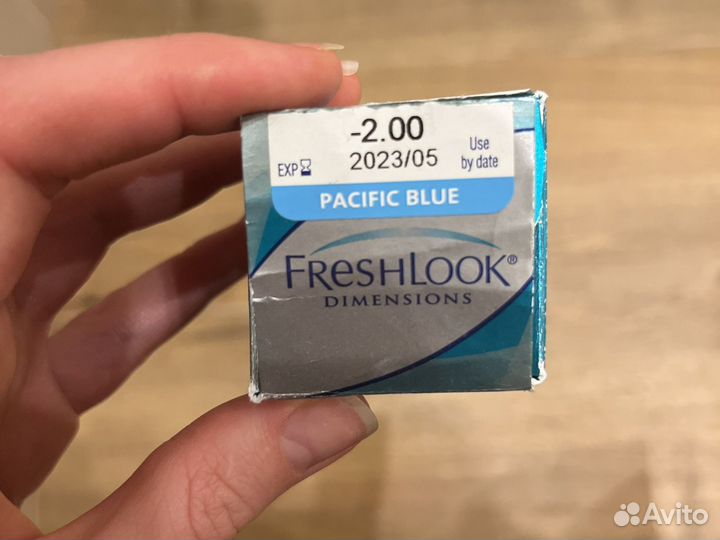 -2.00
EXP 2023/05 Use by date
PACIFIC BLUE
FRESHLOOK®
DIMENSIONS
Avito